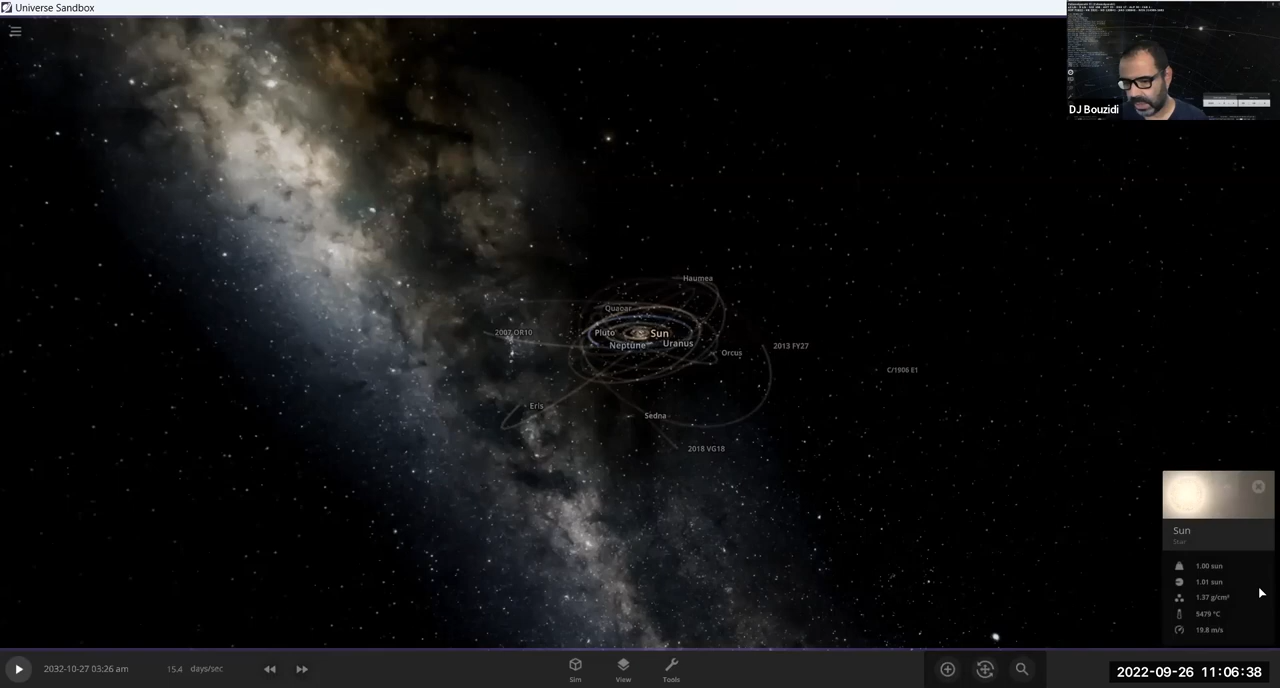 Universe Sandbox
DJ Bouzidi
Haumea
Quaoar
2007 OR10
Pluto
Sun
Neptune
Uranus
2013 FY27
Orcus
C/1906 E1
Eris
Sedna
2018 VG18
Sun
Star
1.00 sun
1.01 sun
1.37 g/cm³
5479 °C
19.8 m/s
2032-10-27 03:26 am
15.4 days/sec
Sim
View
Tools
2022-09-26 11:06:38